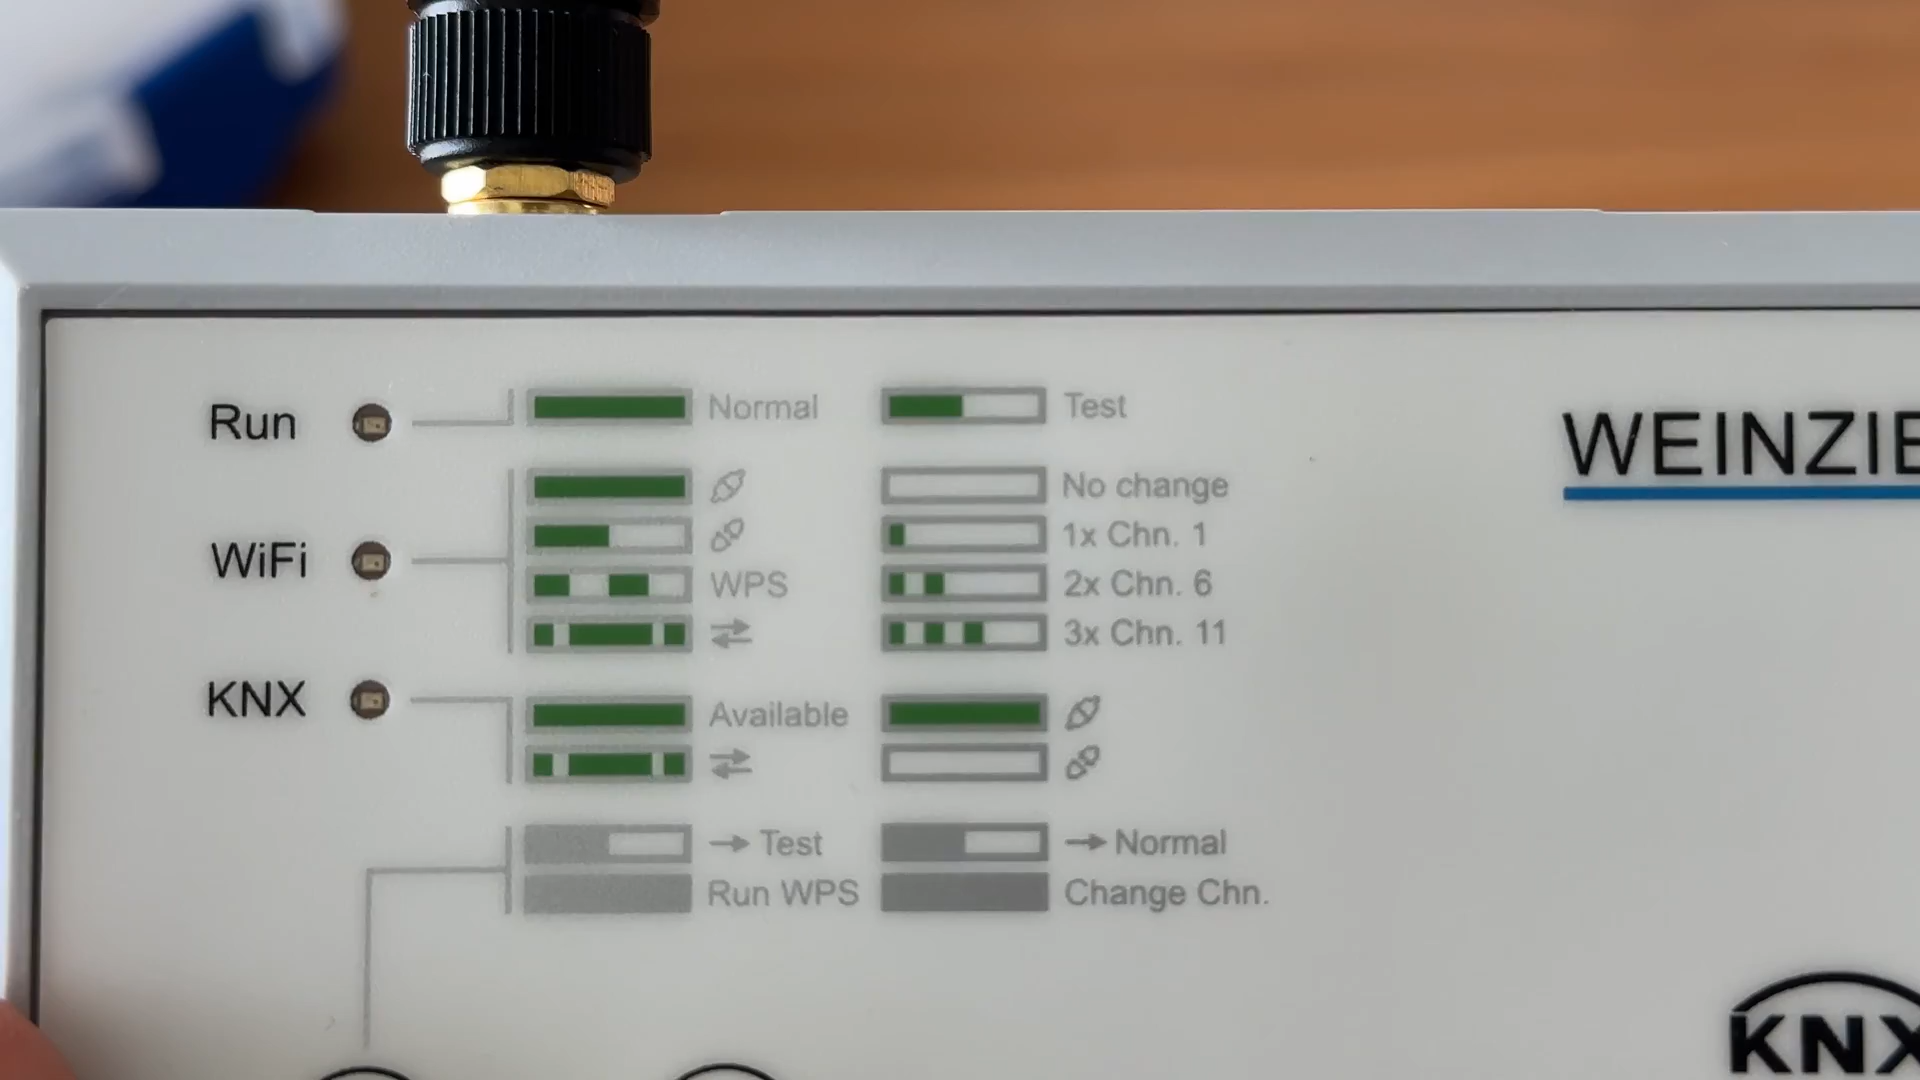 Run
Normal
Test
WEINZIE
No change
1x Chn. 1
WiFi
WPS
2x Chn. 6
3x Chn. 11
KNX
Available
→ Test
→ Normal
Run WPS
Change Chn.
KNX